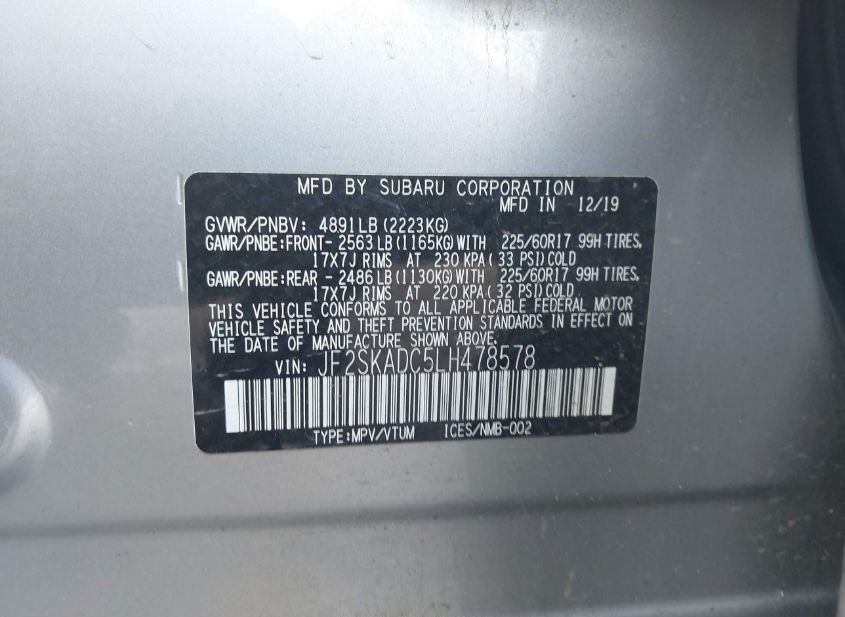 MFD BY SUBARU CORPORATION
MFD IN 12/19
GVWR/PNBV: 4891LB (2223KG)
GAWR/PNBE:FRONT- 2563LB (1165KG) WITH 225/60R17 99H TIRES,
17X7J RIMS AT 230 KPA( 33 PSI)COLD
GAWR/PNBE:REAR - 2486LB (1130KG) WITH 225/60R17 99H TIRES,
17X7J RIMS AT 220 KPA( 32 PSI)COLD
THIS VEHICLE CONFORMS TO ALL APPLICABLE FEDERAL MOTOR
VEHICLE SAFETY AND THEFT PREVENTION STANDARDS IN EFFECT ON
THE DATE OF MANUFACTURE SHOWN ABOVE.
VIN: JF2SKADC5LH478578
TYPE:MPV/VTUM ICES/NMB-002